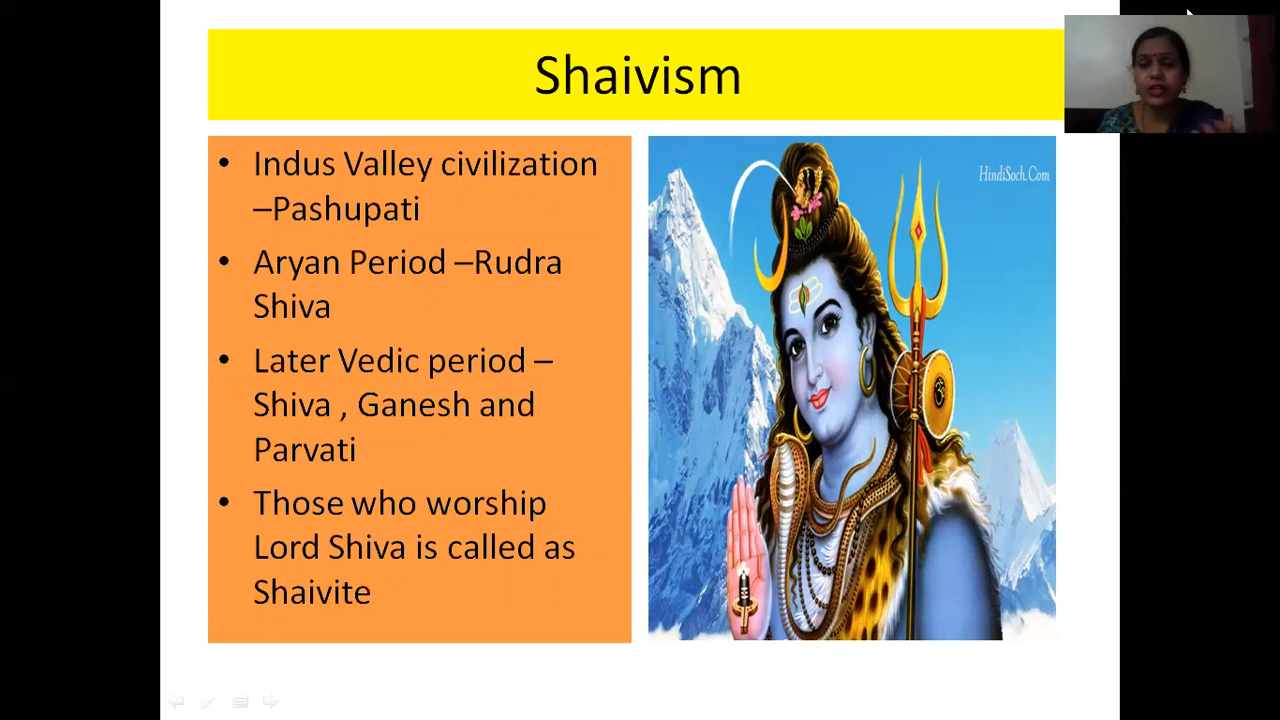 Shaivism
• Indus Valley civilization
–Pashupati
• Aryan Period –Rudra
Shiva
• Later Vedic period –
Shiva , Ganesh and
Parvati
• Those who worship
Lord Shiva is called as
Shaivite
HindiSoch.Com